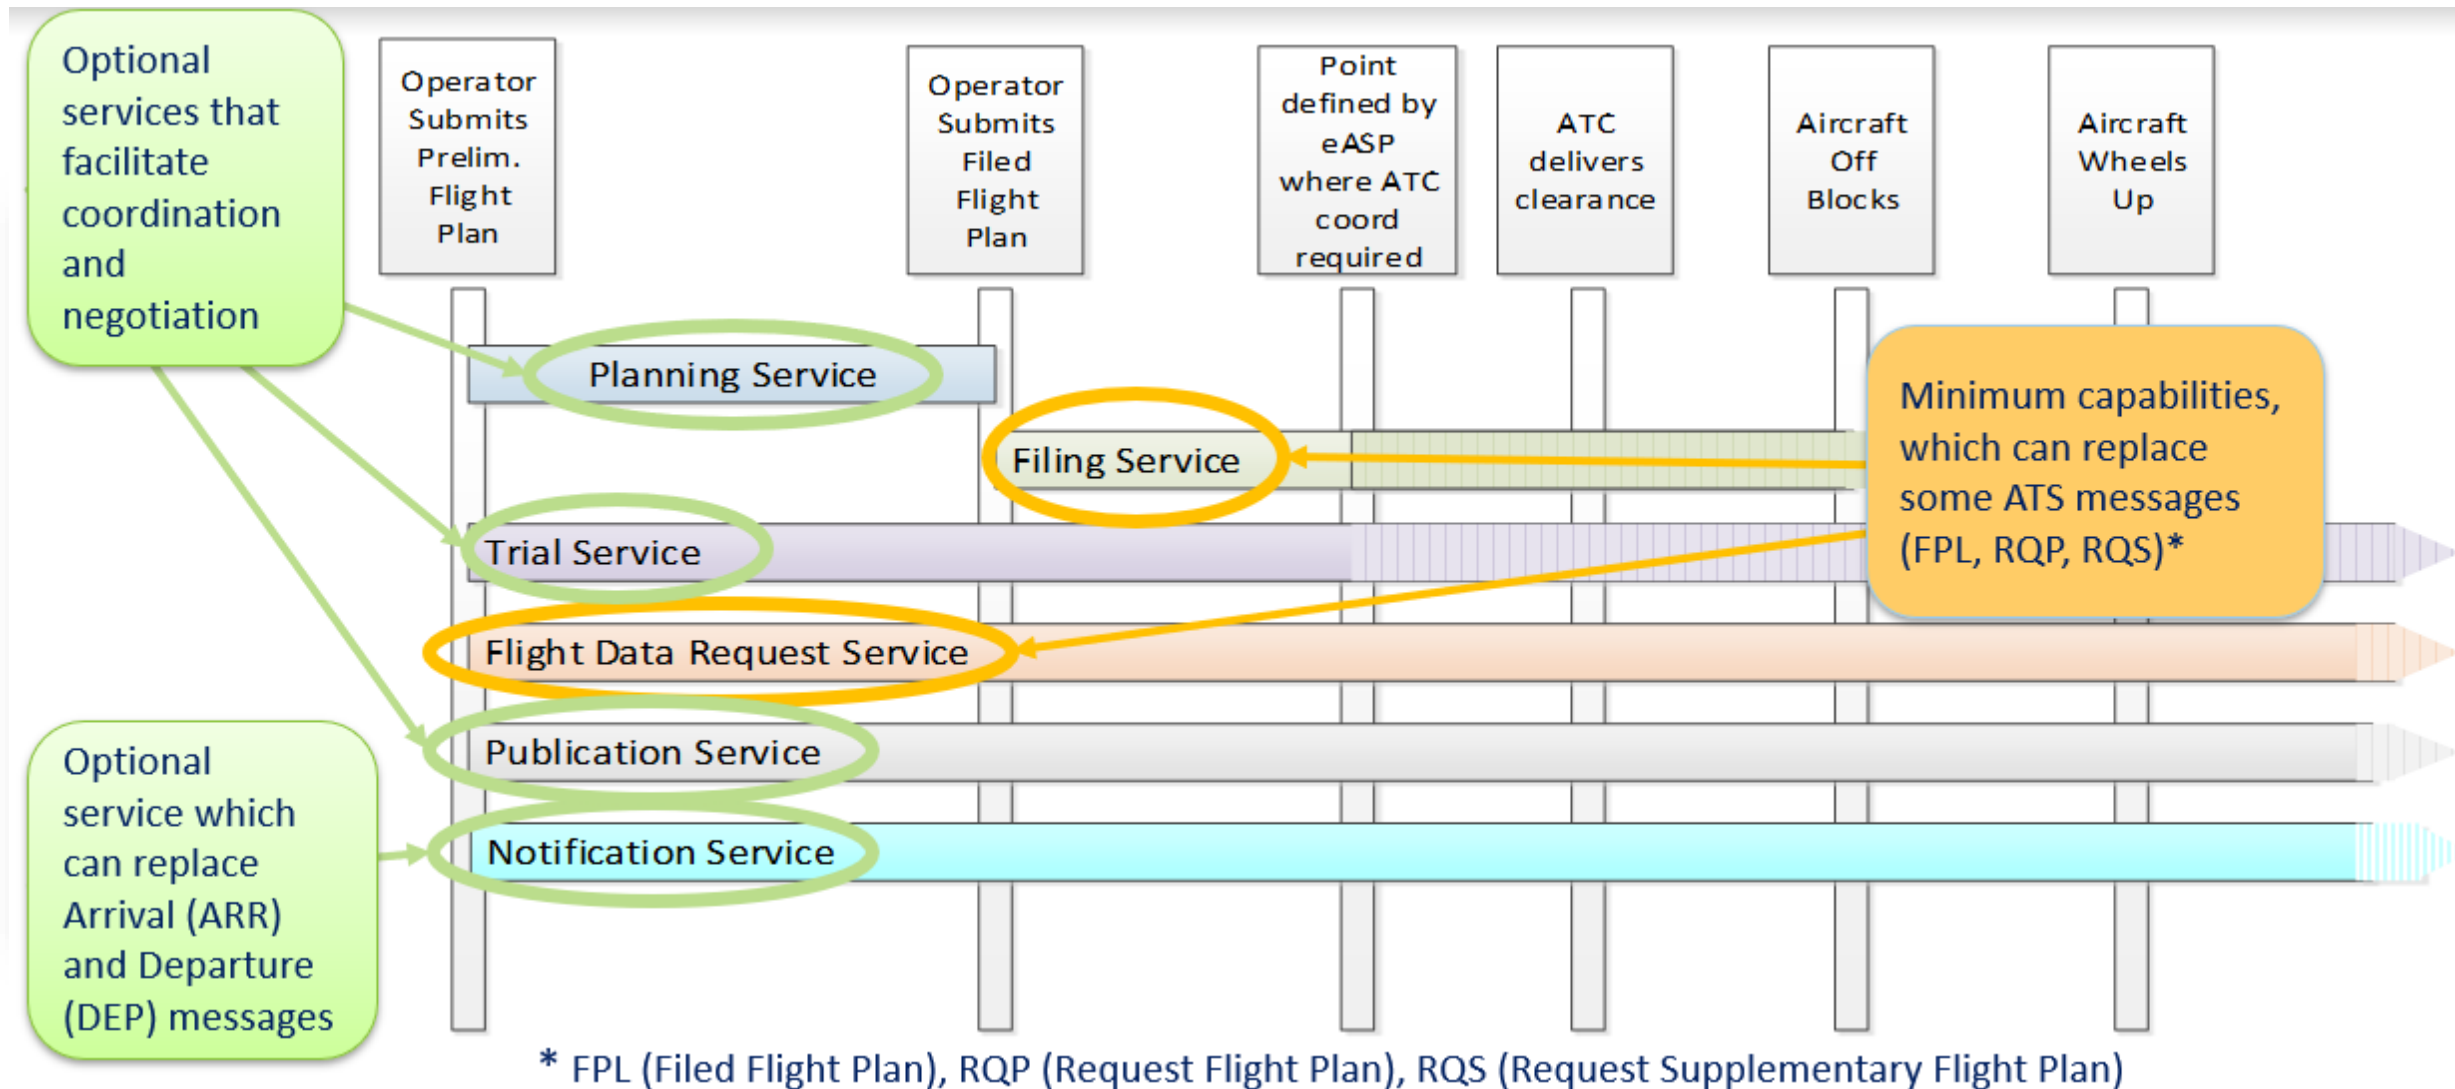 Optional
services that
facilitate
coordination
and
negotiation
Operator
Submits
Prelim.
Flight
Plan
Operator
Submits
Filed
Flight
Plan
Point
defined by
eASP
where ATC
coord
required
ATC
delivers
clearance
Aircraft
Off
Blocks
Aircraft
Wheels
Up
Planning Service
Filing Service
Trial Service
Flight Data Request Service
Publication Service
Notification Service
Minimum capabilities,
which can replace
some ATS messages
(FPL, RQP, RQS)*
Optional
service which
can replace
Arrival (ARR)
and Departure
(DEP) messages
* FPL (Filed Flight Plan), RQP (Request Flight Plan), RQS (Request Supplementary Flight Plan)